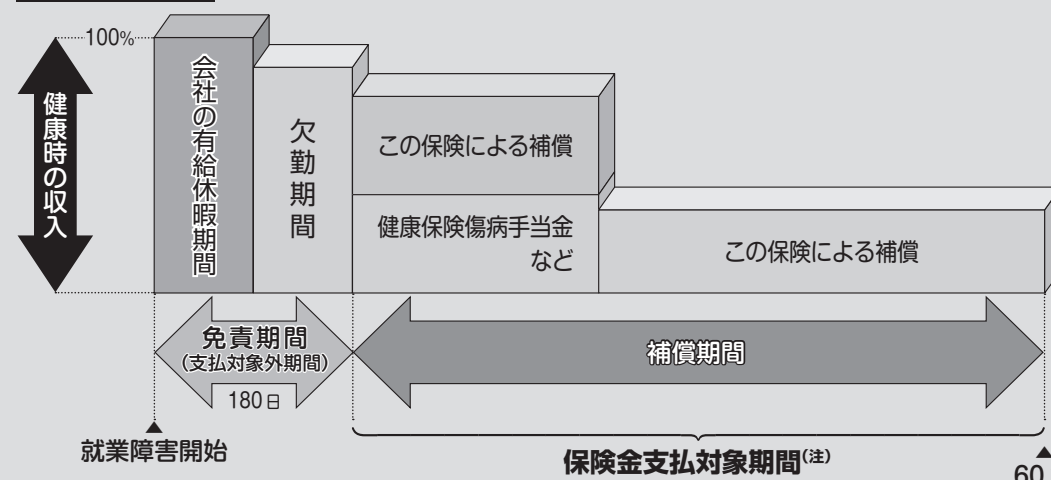 100%
健康時の収入
会社の有給休暇期間
欠勤期間
この保険による補償
健康保険傷病手当金
など
この保険による補償
免責期間
(支払対象外期間)
180日
補償期間
就業障害開始
保険金支払対象期間(注)
60